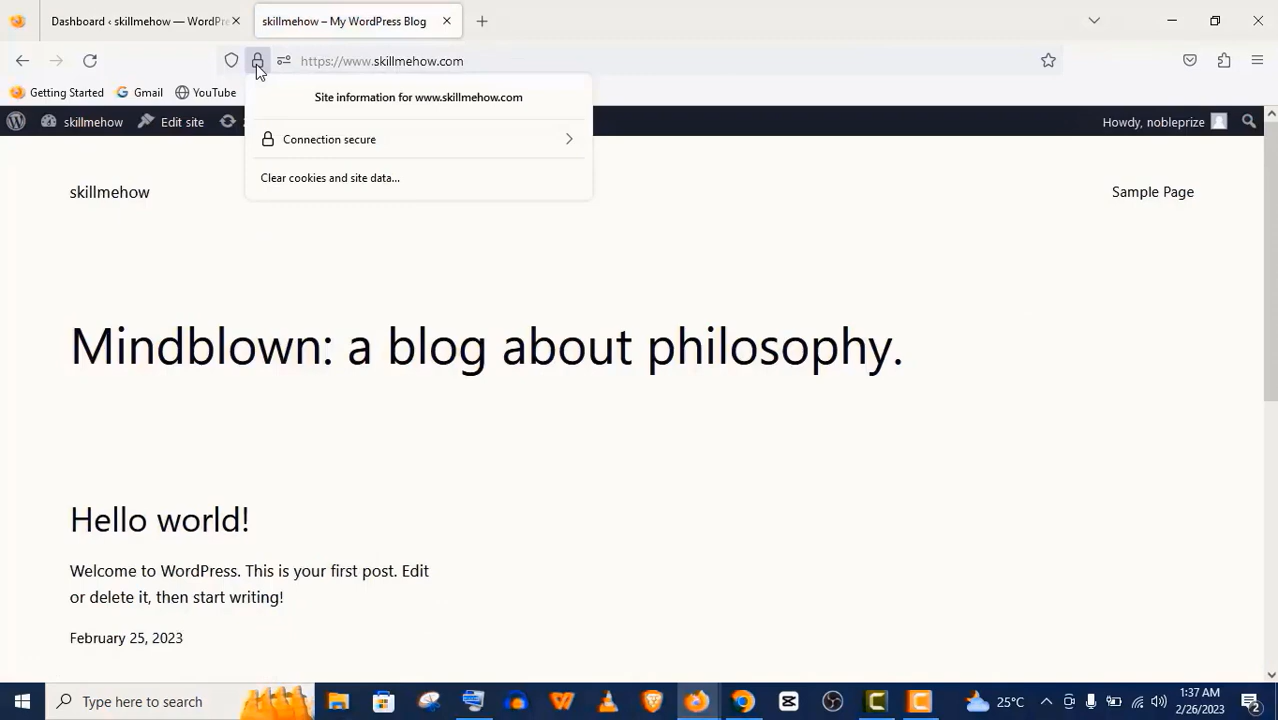 Dashboard ‹ skillmehow — WordPre
skillmehow – My WordPress Blog
https://www.skillmehow.com
Getting Started
Gmail
YouTube
Site information for www.skillmehow.com
Connection secure
Clear cookies and site data...
skillmehow
Edit site
Howdy, nobleprize
skillmehow
Sample Page
Mindblown: a blog about philosophy.
Hello world!
Welcome to WordPress. This is your first post. Edit
or delete it, then start writing!
February 25, 2023
Type here to search
25°C
1:37 AM
2/26/2023
2